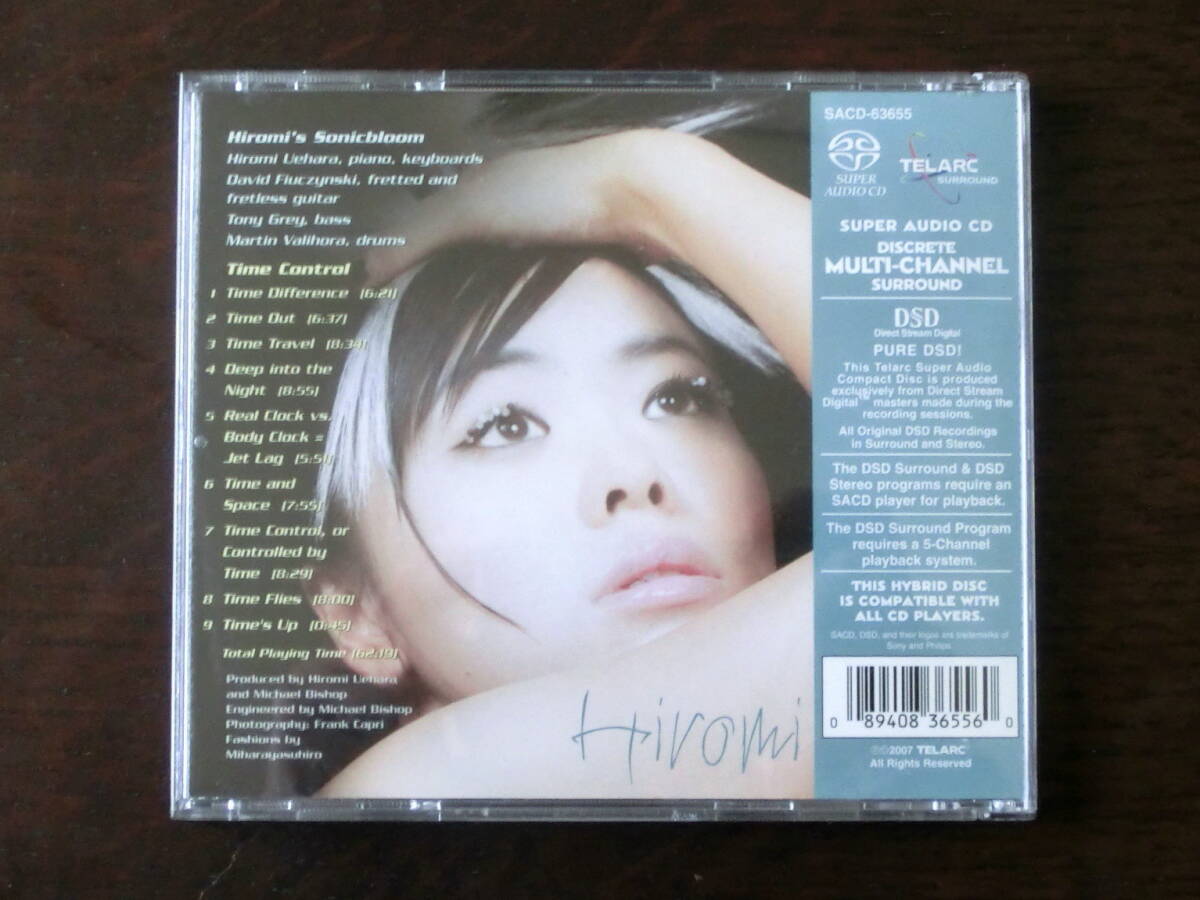 Hiromi's Sonicbloom
Hiromi Uehara, piano, keyboards
David Fiuczynski, fretted and
fretless guitar
Tony Grey, bass
Martin Valihora, drums
Time Control
1 Time Difference (6:21)
2 Time Out (6:37)
3 Time Travel (8:34)
4 Deep into the
Night (8:55)
5 Real Clock vs.
Body Clock =
Jet Lag (5:51)
6 Time and
Space (7:55)
7 Time Control, or
Controlled by
Time (8:29)
8 Time Flies (8:00)
9 Time's Up (0:45)
Total Playing Time (62:19)
Produced by Hiromi Uehara
and Michael Bishop
Engineered by Michael Bishop
Photography: Frank Capri
Fashions by
Miharayasuhiro
Hiromi
SACD-63655
SUPER
AUDIO CD
TELARC
SURROUND
SUPER AUDIO CD
DISCRETE
MULTI-CHANNEL
SURROUND
DSD
Direct Stream Digital
PURE DSD!
This Telarc Super Audio
Compact Disc is produced
exclusively from Direct Stream
Digital™ masters made during the
recording sessions.
All Original DSD Recordings
in Surround and Stereo.
The DSD Surround & DSD
Stereo programs require an
SACD player for playback.
The DSD Surround Program
requires a 5-Channel
playback system.
THIS HYBRID DISC
IS COMPATIBLE WITH
ALL CD PLAYERS.
SACD, DSD, and their logos are trademarks of
Sony and Philips.
0 89408 36556 0
℗©2007 TELARC
All Rights Reserved